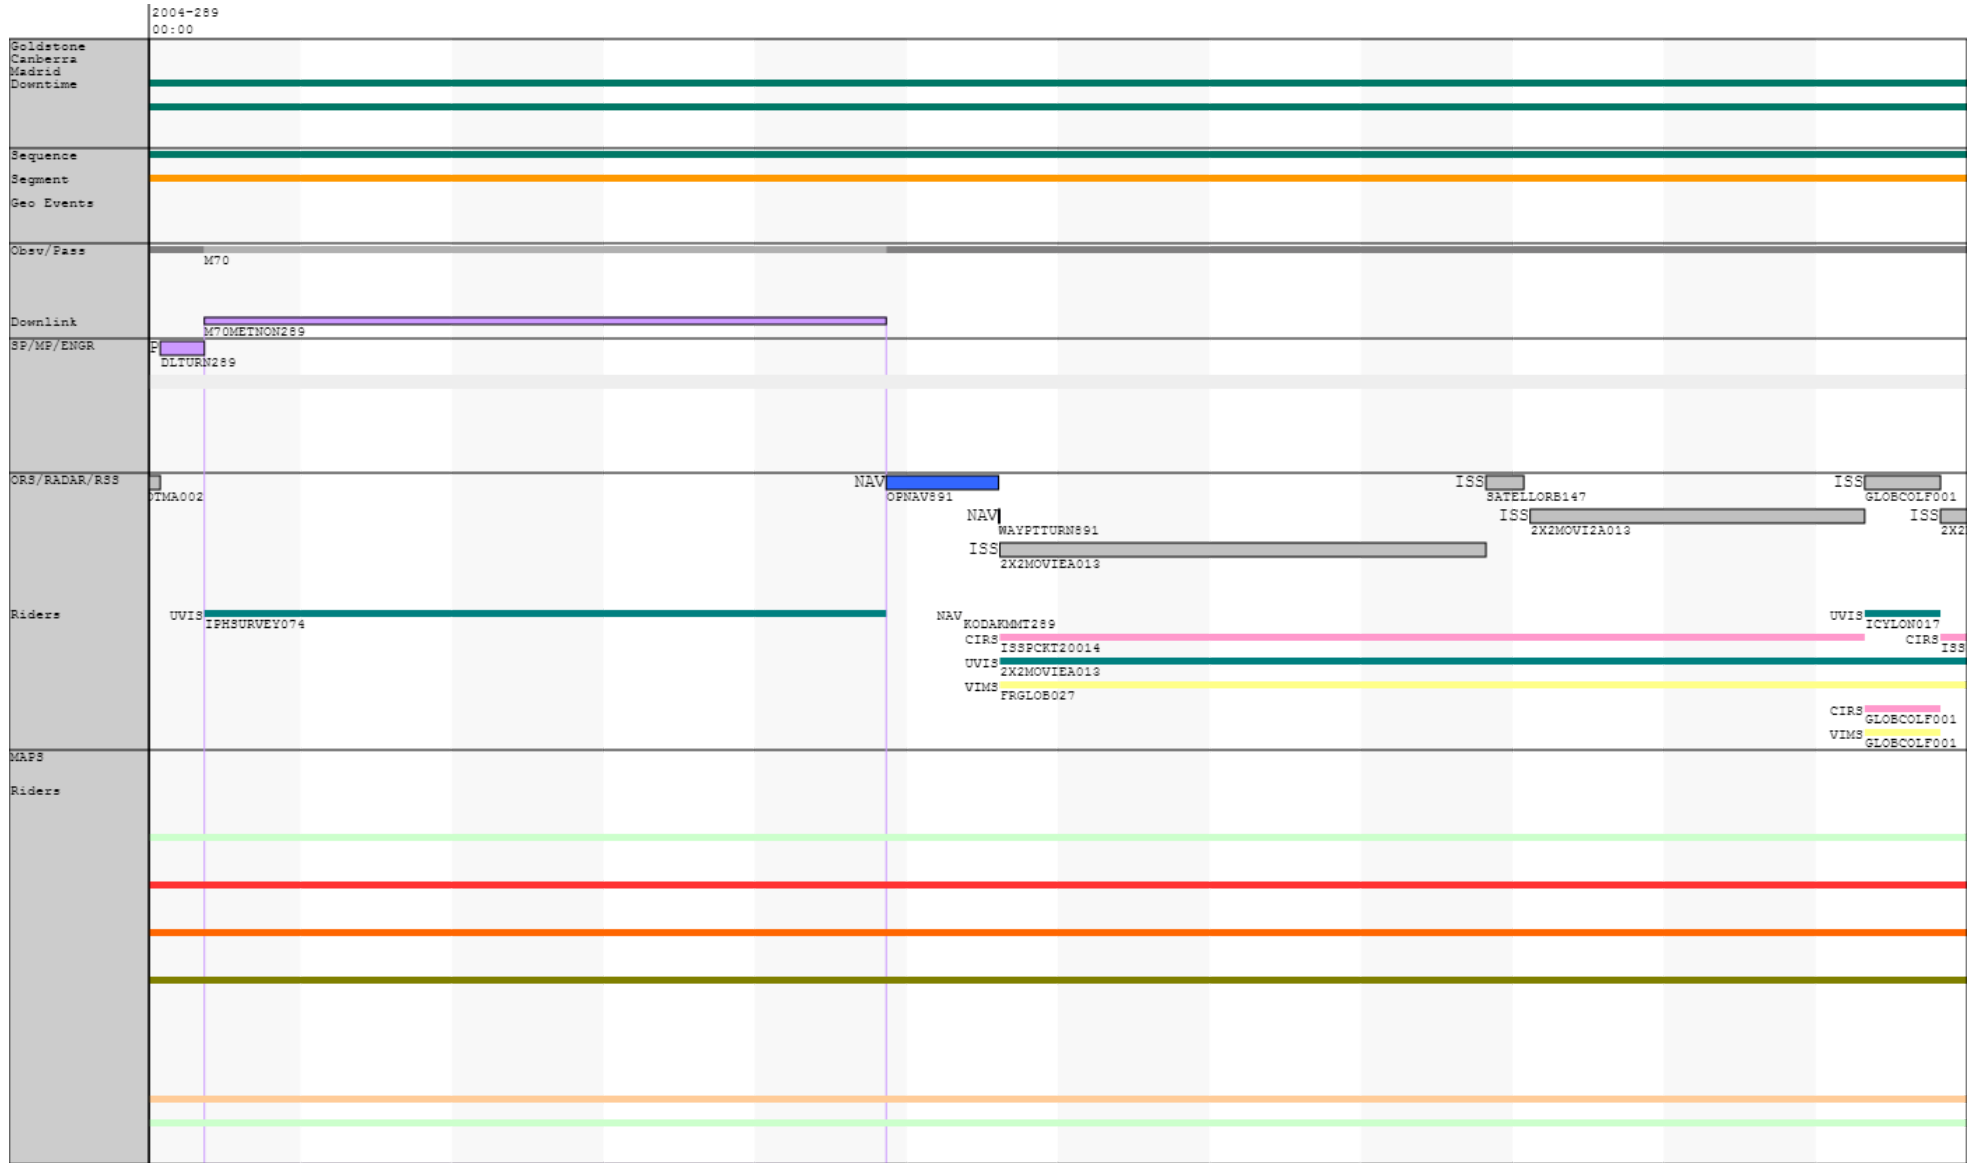 2004-289
00:00
Goldstone
Canberra
Madrid
Downtime
Sequence
Segment
Geo Events
Obsv/Pass
M70
Downlink
M70METNON289
SP/MP/ENGR
P
DLTURN289
ORS/RADAR/RSS
NAV
ISS
ISS
OTMA002
OPNAV891
SATELLORB147
GLOBCOLF001
NAV
ISS
ISS
WAYPTTURN891
2X2MOVI2A013
2X2
ISS
2X2MOVIEA013
Riders
UVIS
NAV
UVIS
IPHSURVEY074
KODAKMMT289
ICYLON017
CIRS
CIRS
ISSPCKT20014
ISS
UVIS
2X2MOVIEA013
VIMS
FRGLOB027
CIRS
GLOBCOLF001
VIMS
GLOBCOLF001
MAPS
Riders